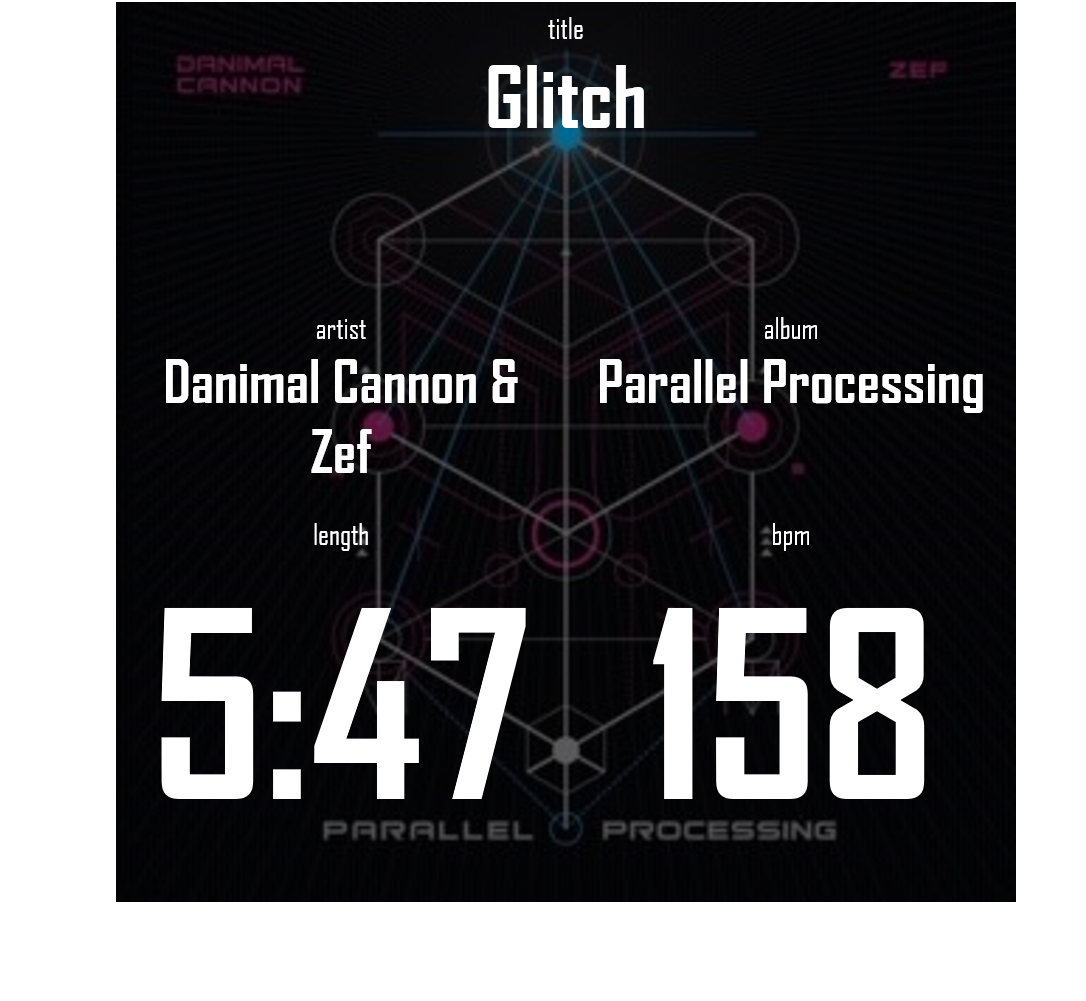 title
DANIMAL
CANNON
ZEF
Glitch
artist
Danimal Cannon &
Zef
album
Parallel Processing
length
5:47
bpm
158
PARALLEL PROCESSING